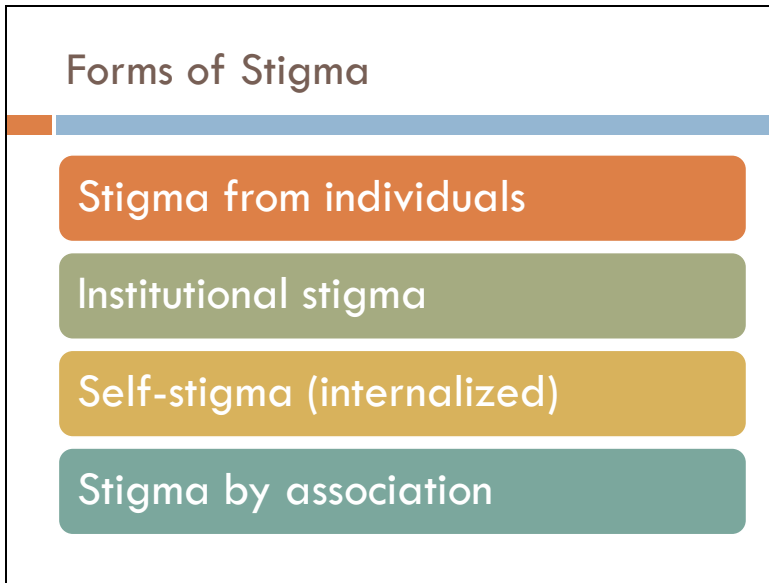 Forms of Stigma
Stigma from individuals
Institutional stigma
Self-stigma (internalized)
Stigma by association